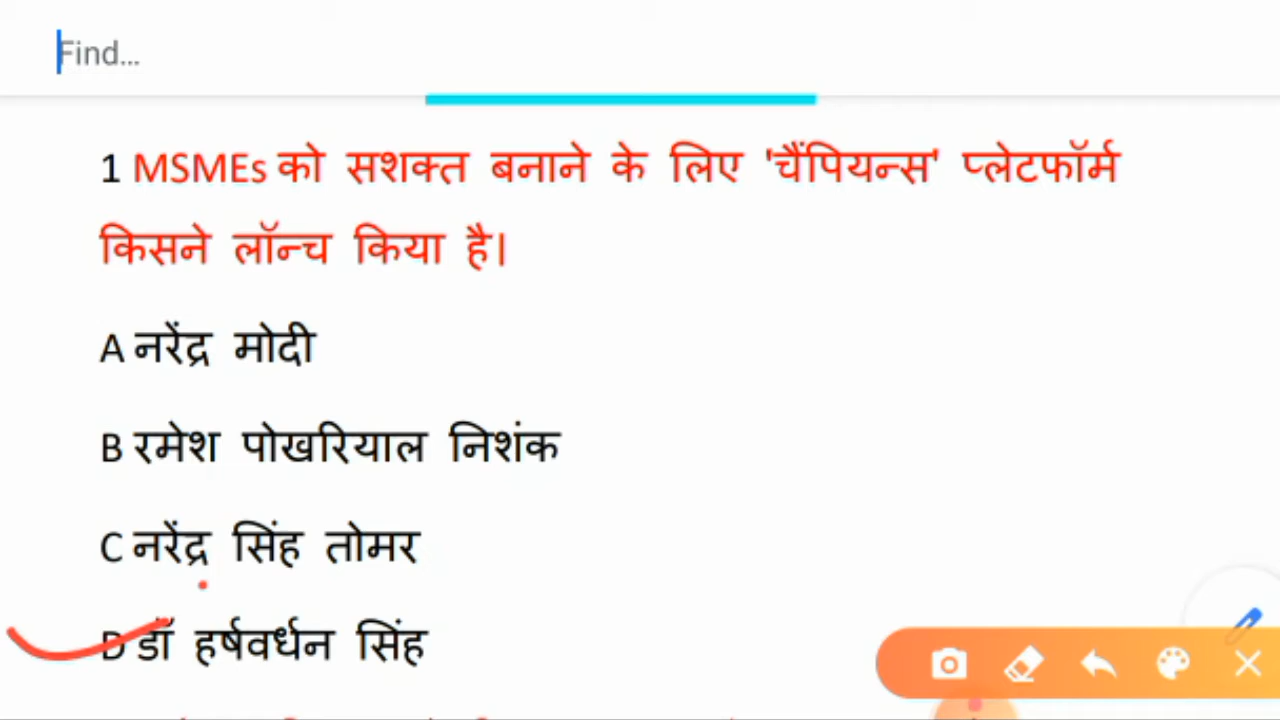 Find...
1 MSMEs को सशक्त बनाने के लिए 'चैंपियन्स' प्लेटफॉर्म
किसने लॉन्च किया है।
A नरेंद्र मोदी
B रमेश पोखरियाल निशंक
C नरेंद्र सिंह तोमर
D डॉ हर्षवर्धन सिंह